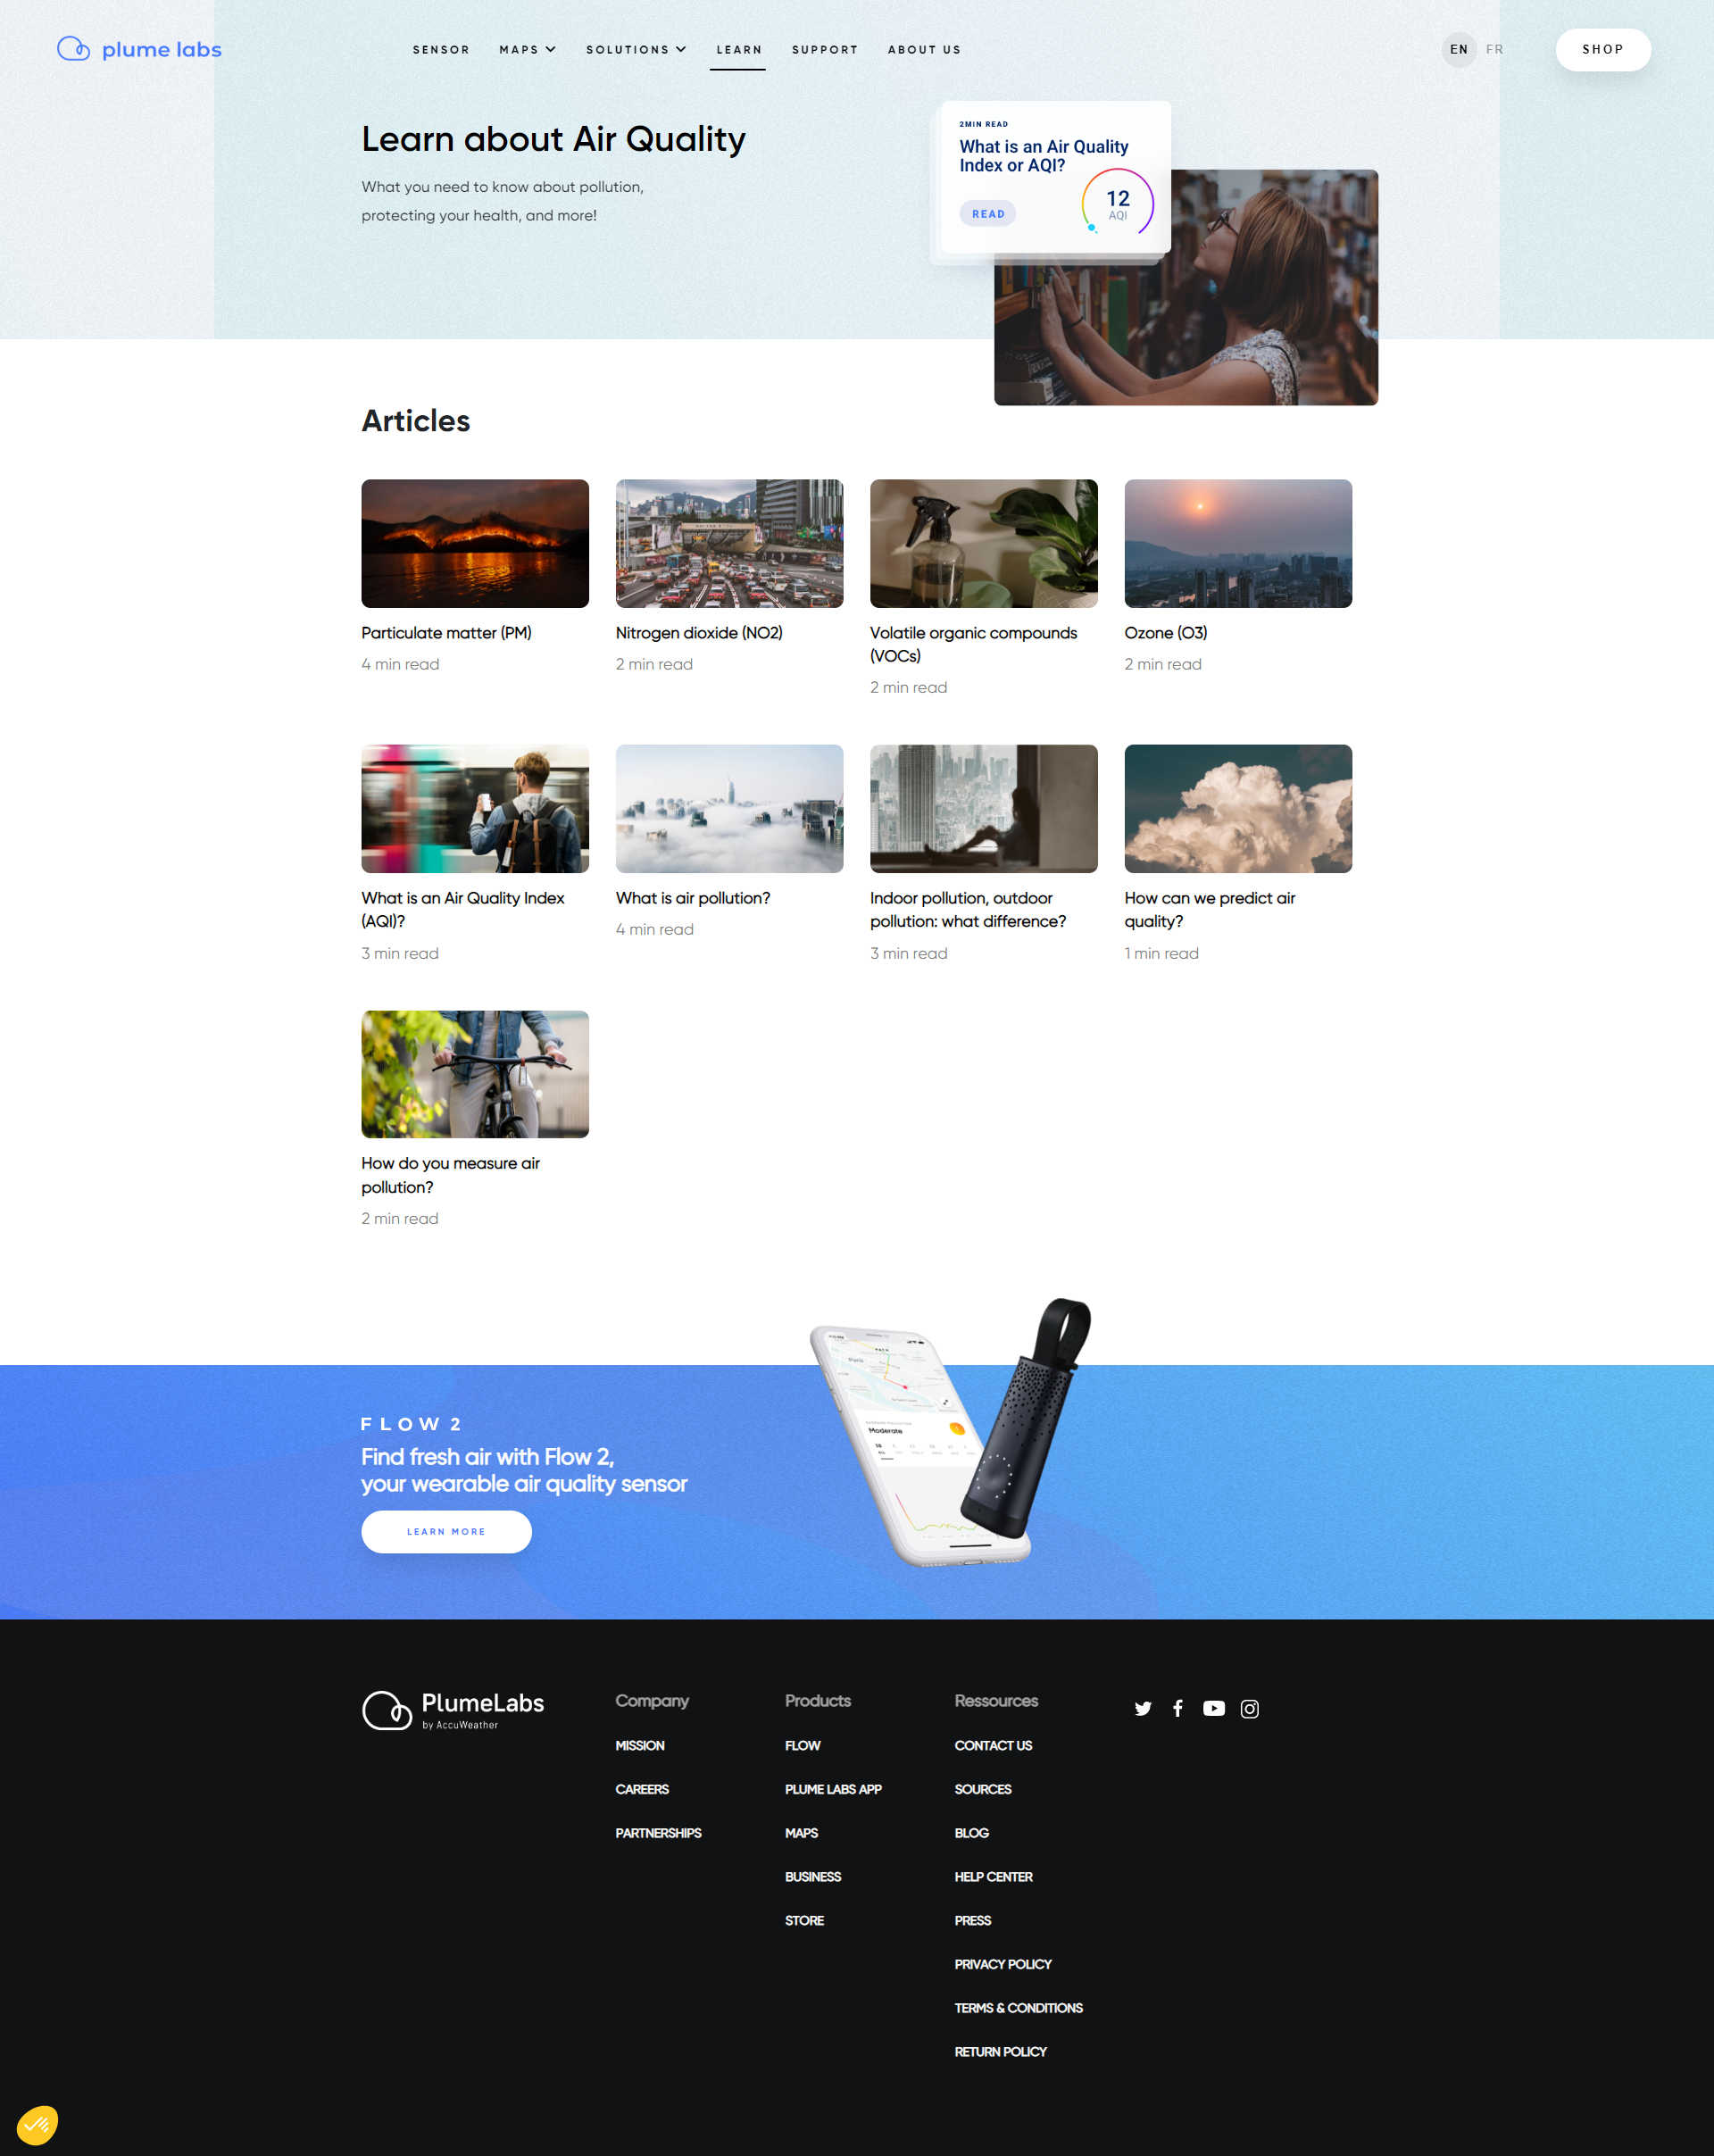 plume labs
SENSOR
MAPS
SOLUTIONS
LEARN
SUPPORT
ABOUT US
EN
FR
SHOP
Learn about Air Quality
What you need to know about pollution,
protecting your health, and more!
2MIN READ
What is an Air Quality
Index or AQI?
READ
12
AQI
Articles
Particulate matter (PM)
4 min read
Nitrogen dioxide (NO2)
2 min read
Volatile organic compounds
(VOCs)
2 min read
Ozone (O3)
2 min read
What is an Air Quality Index
(AQI)?
3 min read
What is air pollution?
4 min read
Indoor pollution, outdoor
pollution: what difference?
3 min read
How can we predict air
quality?
1 min read
How do you measure air
pollution?
2 min read
Paris
Moderate
FLOW 2
Find fresh air with Flow 2,
your wearable air quality sensor
LEARN MORE
PlumeLabs
by AccuWeather
Company
MISSION
CAREERS
PARTNERSHIPS
Products
FLOW
PLUME LABS APP
MAPS
BUSINESS
STORE
Ressources
CONTACT US
SOURCES
BLOG
HELP CENTER
PRESS
PRIVACY POLICY
TERMS & CONDITIONS
RETURN POLICY